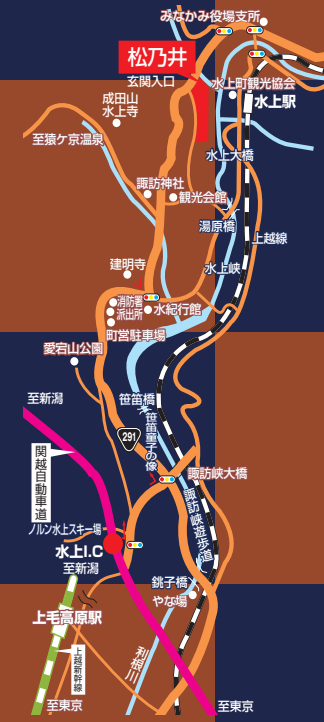 みなかみ役場支所
松乃井
玄関入口
水上町観光協会
水上駅
成田山
水上寺
至猿ケ京温泉
水上大橋
諏訪神社
観光会館
湯原橋
上越線
建明寺
水上峡
消防署
派出所
水紀行館
町営駐車場
愛宕山公園
至新潟
笹笛橋
291
笹笛童子の像
関越自動車道
諏訪峡大橋
諏訪峡遊歩道
ノルン水上スキー場
水上I.C
至新潟
銚子橋
やな場
上毛高原駅
上越新幹線
利根川
至東京
至東京